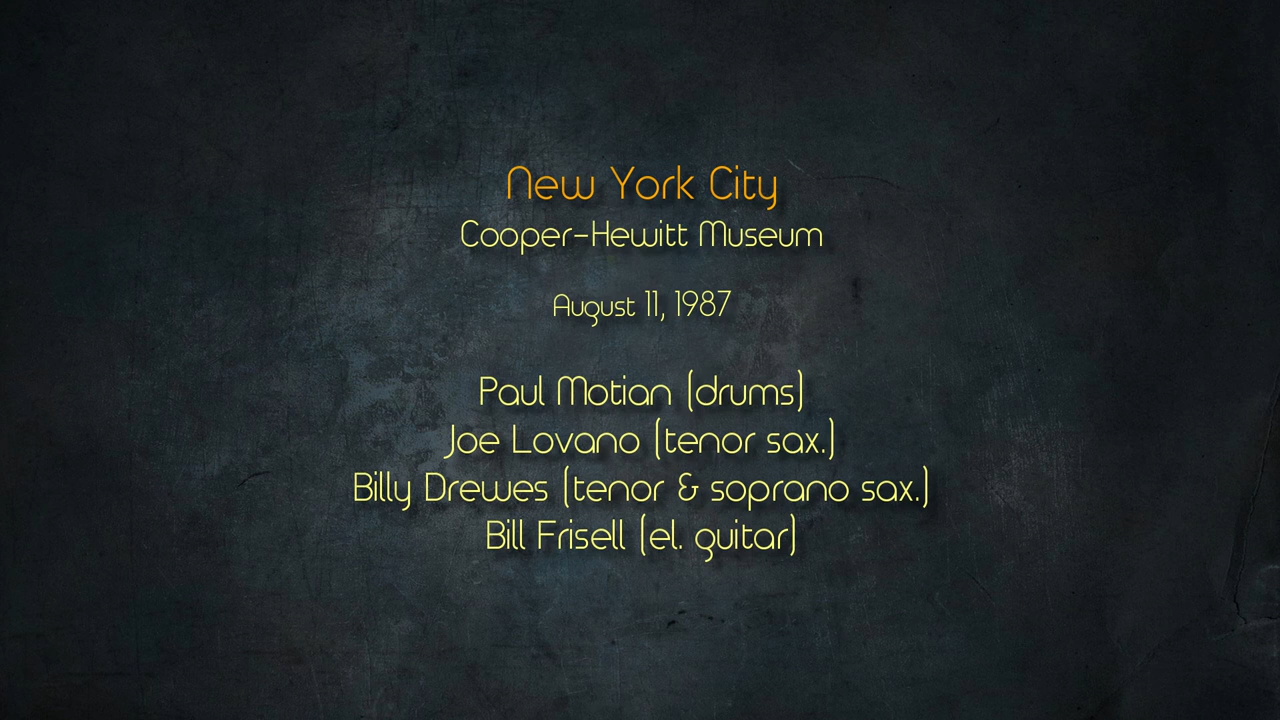 New York City
Cooper-Hewitt Museum
August 11, 1987
Paul Motian (drums)
Joe Lovano (tenor sax.)
Billy Drewes (tenor & soprano sax.)
Bill Frisell (el. guitar)